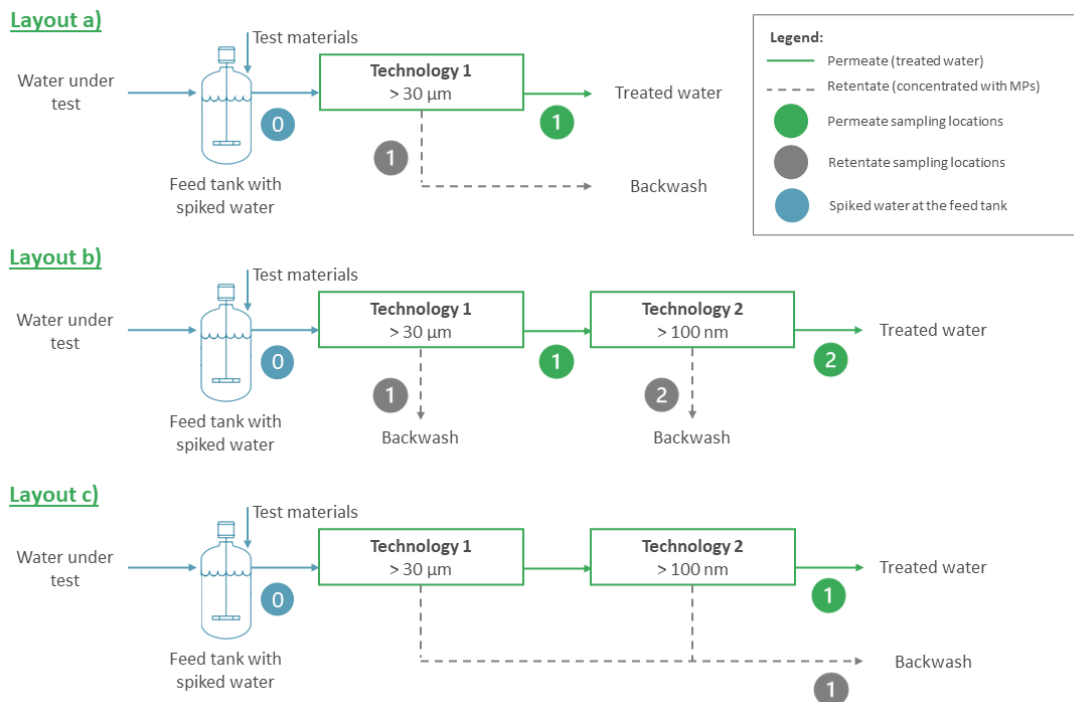 Layout a)
Test materials
Water under
test
Technology 1
> 30 µm
Treated water
0
1
1
Feed tank with
spiked water
Backwash
Legend:
Permeate (treated water)
Retentate (concentrated with MPs)
Permeate sampling locations
Retentate sampling locations
Spiked water at the feed tank
Layout b)
Test materials
Water under
test
Technology 1
> 30 µm
Technology 2
> 100 nm
Treated water
0
1
2
1
2
Feed tank with
spiked water
Backwash
Backwash
Layout c)
Test materials
Water under
test
Technology 1
> 30 µm
Technology 2
> 100 nm
Treated water
0
1
Feed tank with
spiked water
Backwash
1